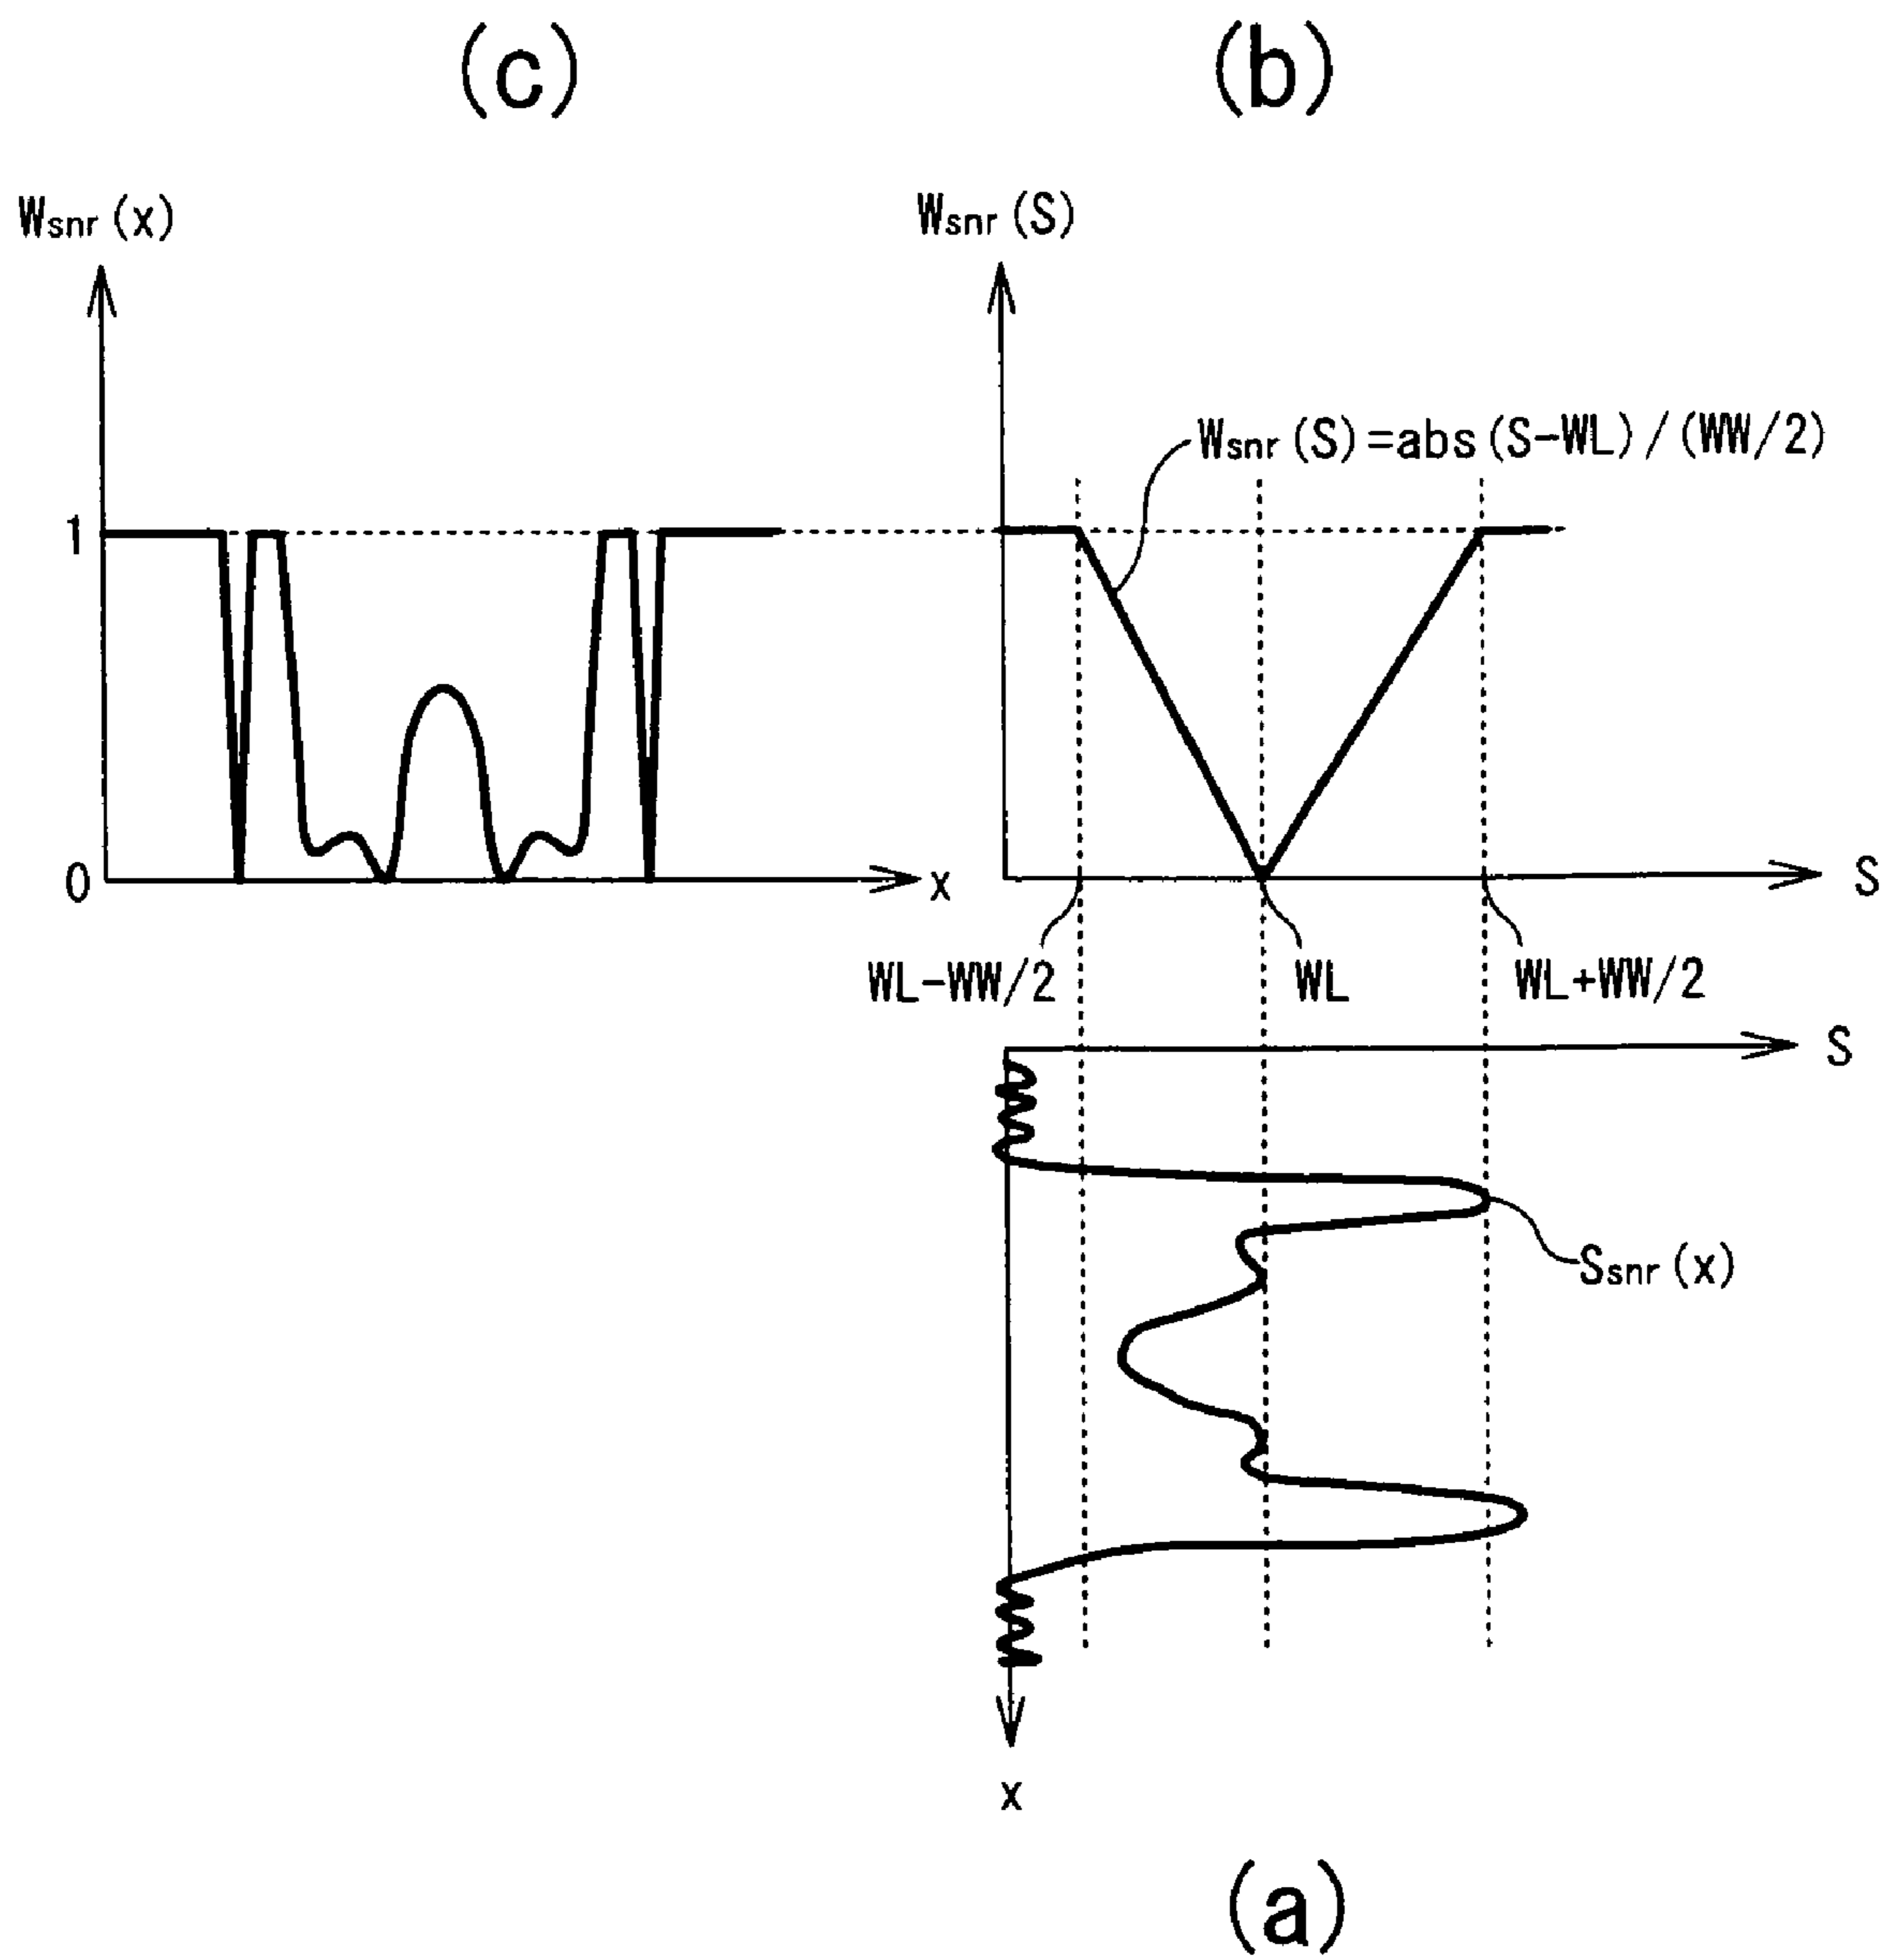 (c)
(b)
Wsnr(x)
Wsnr(S)
Wsnr(S)=abs(S-WL)/(WW/2)
1
0
x
S
WL-WW/2
WL
WL+WW/2
S
Ssnr(x)
x
(a)